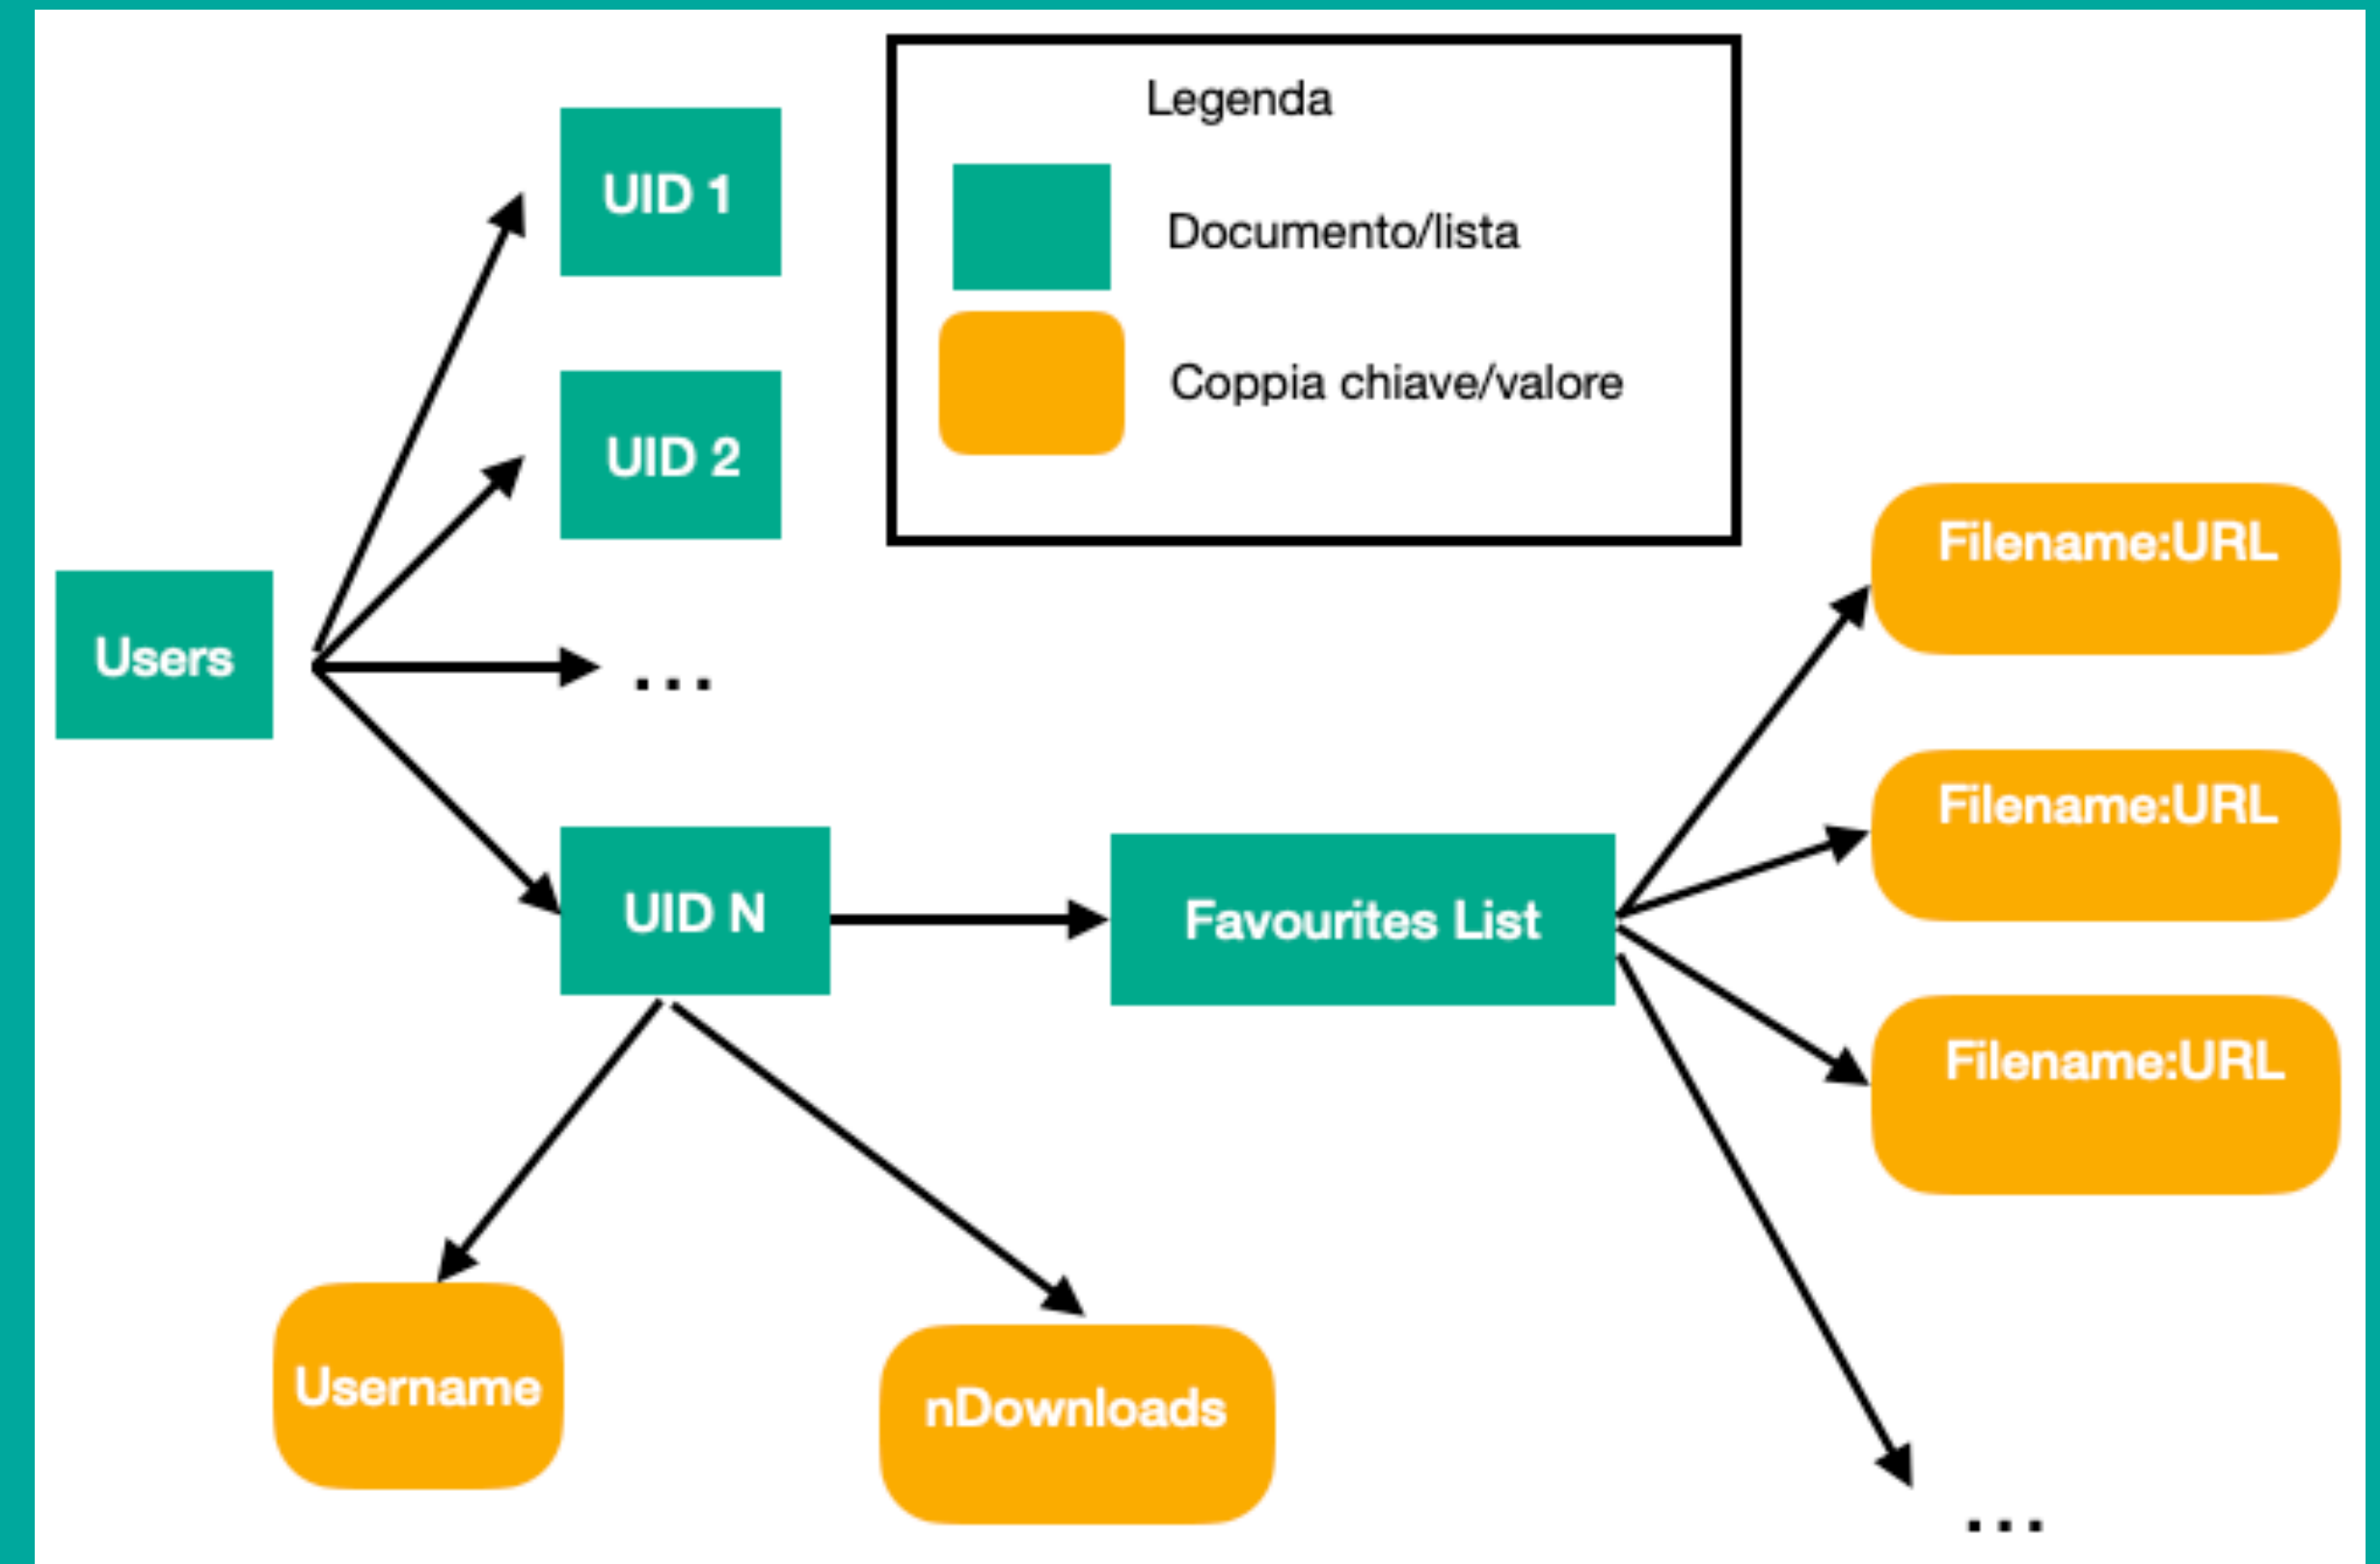 Legenda
Documento/lista
Coppia chiave/valore
UID 1
UID 2
Users
...
UID N
Favourites List
Filename:URL
Filename:URL
Filename:URL
...
Username
nDownloads